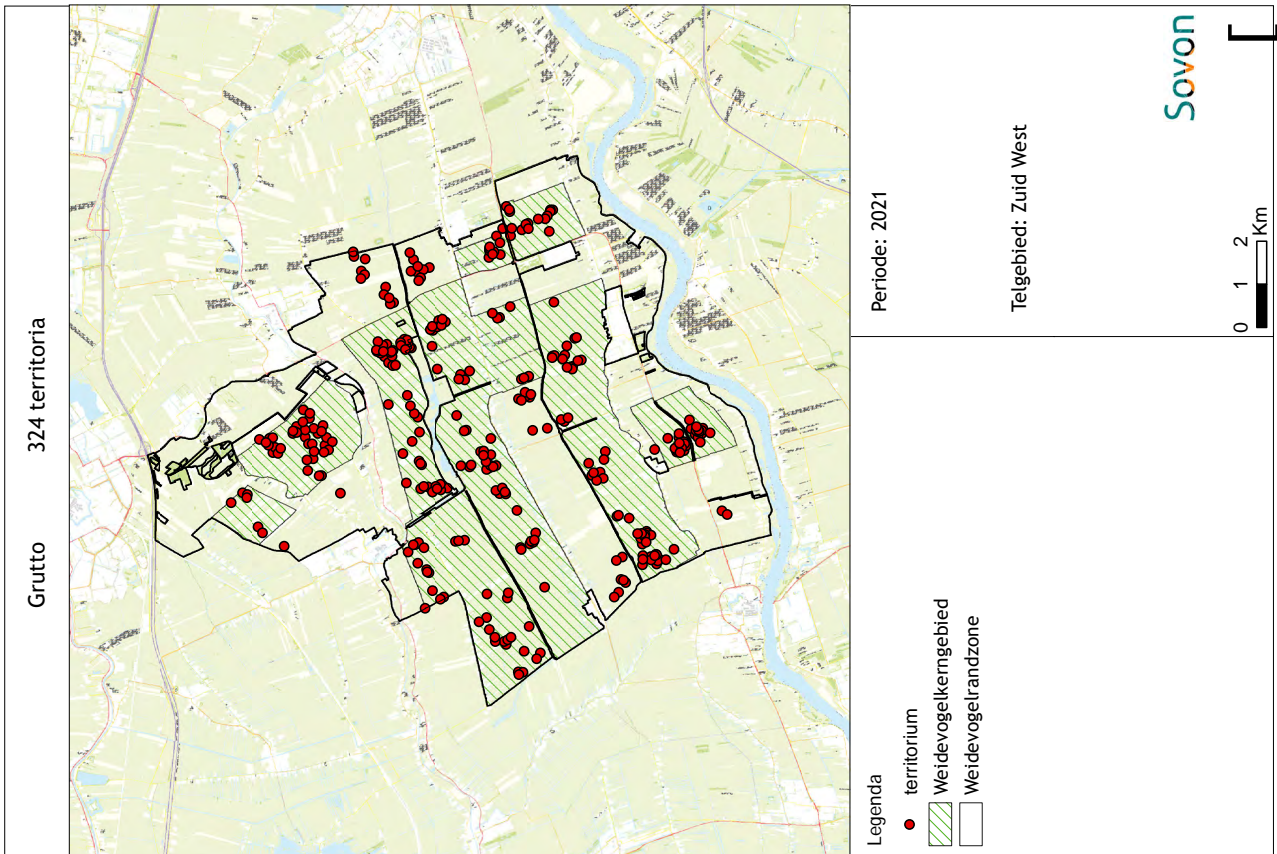 Grutto 324 territoria
Legenda
territorium
Weidevogelkerngebied
Weidevogelrandzone
Periode: 2021
Telgebied: Zuid West
0 1 2
Km
Sovon